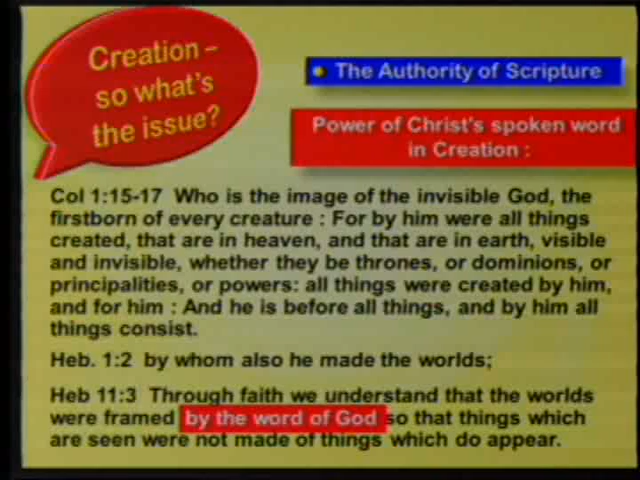 Creation –
so what's
the issue?
The Authority of Scripture
Power of Christ's spoken word
in Creation :
Col 1:15-17 Who is the image of the invisible God, the
firstborn of every creature : For by him were all things
created, that are in heaven, and that are in earth, visible
and invisible, whether they be thrones, or dominions, or
principalities, or powers: all things were created by him,
and for him : And he is before all things, and by him all
things consist.
Heb. 1:2 by whom also he made the worlds;
Heb 11:3 Through faith we understand that the worlds
were framed by the word of God so that things which
are seen were not made of things which do appear.